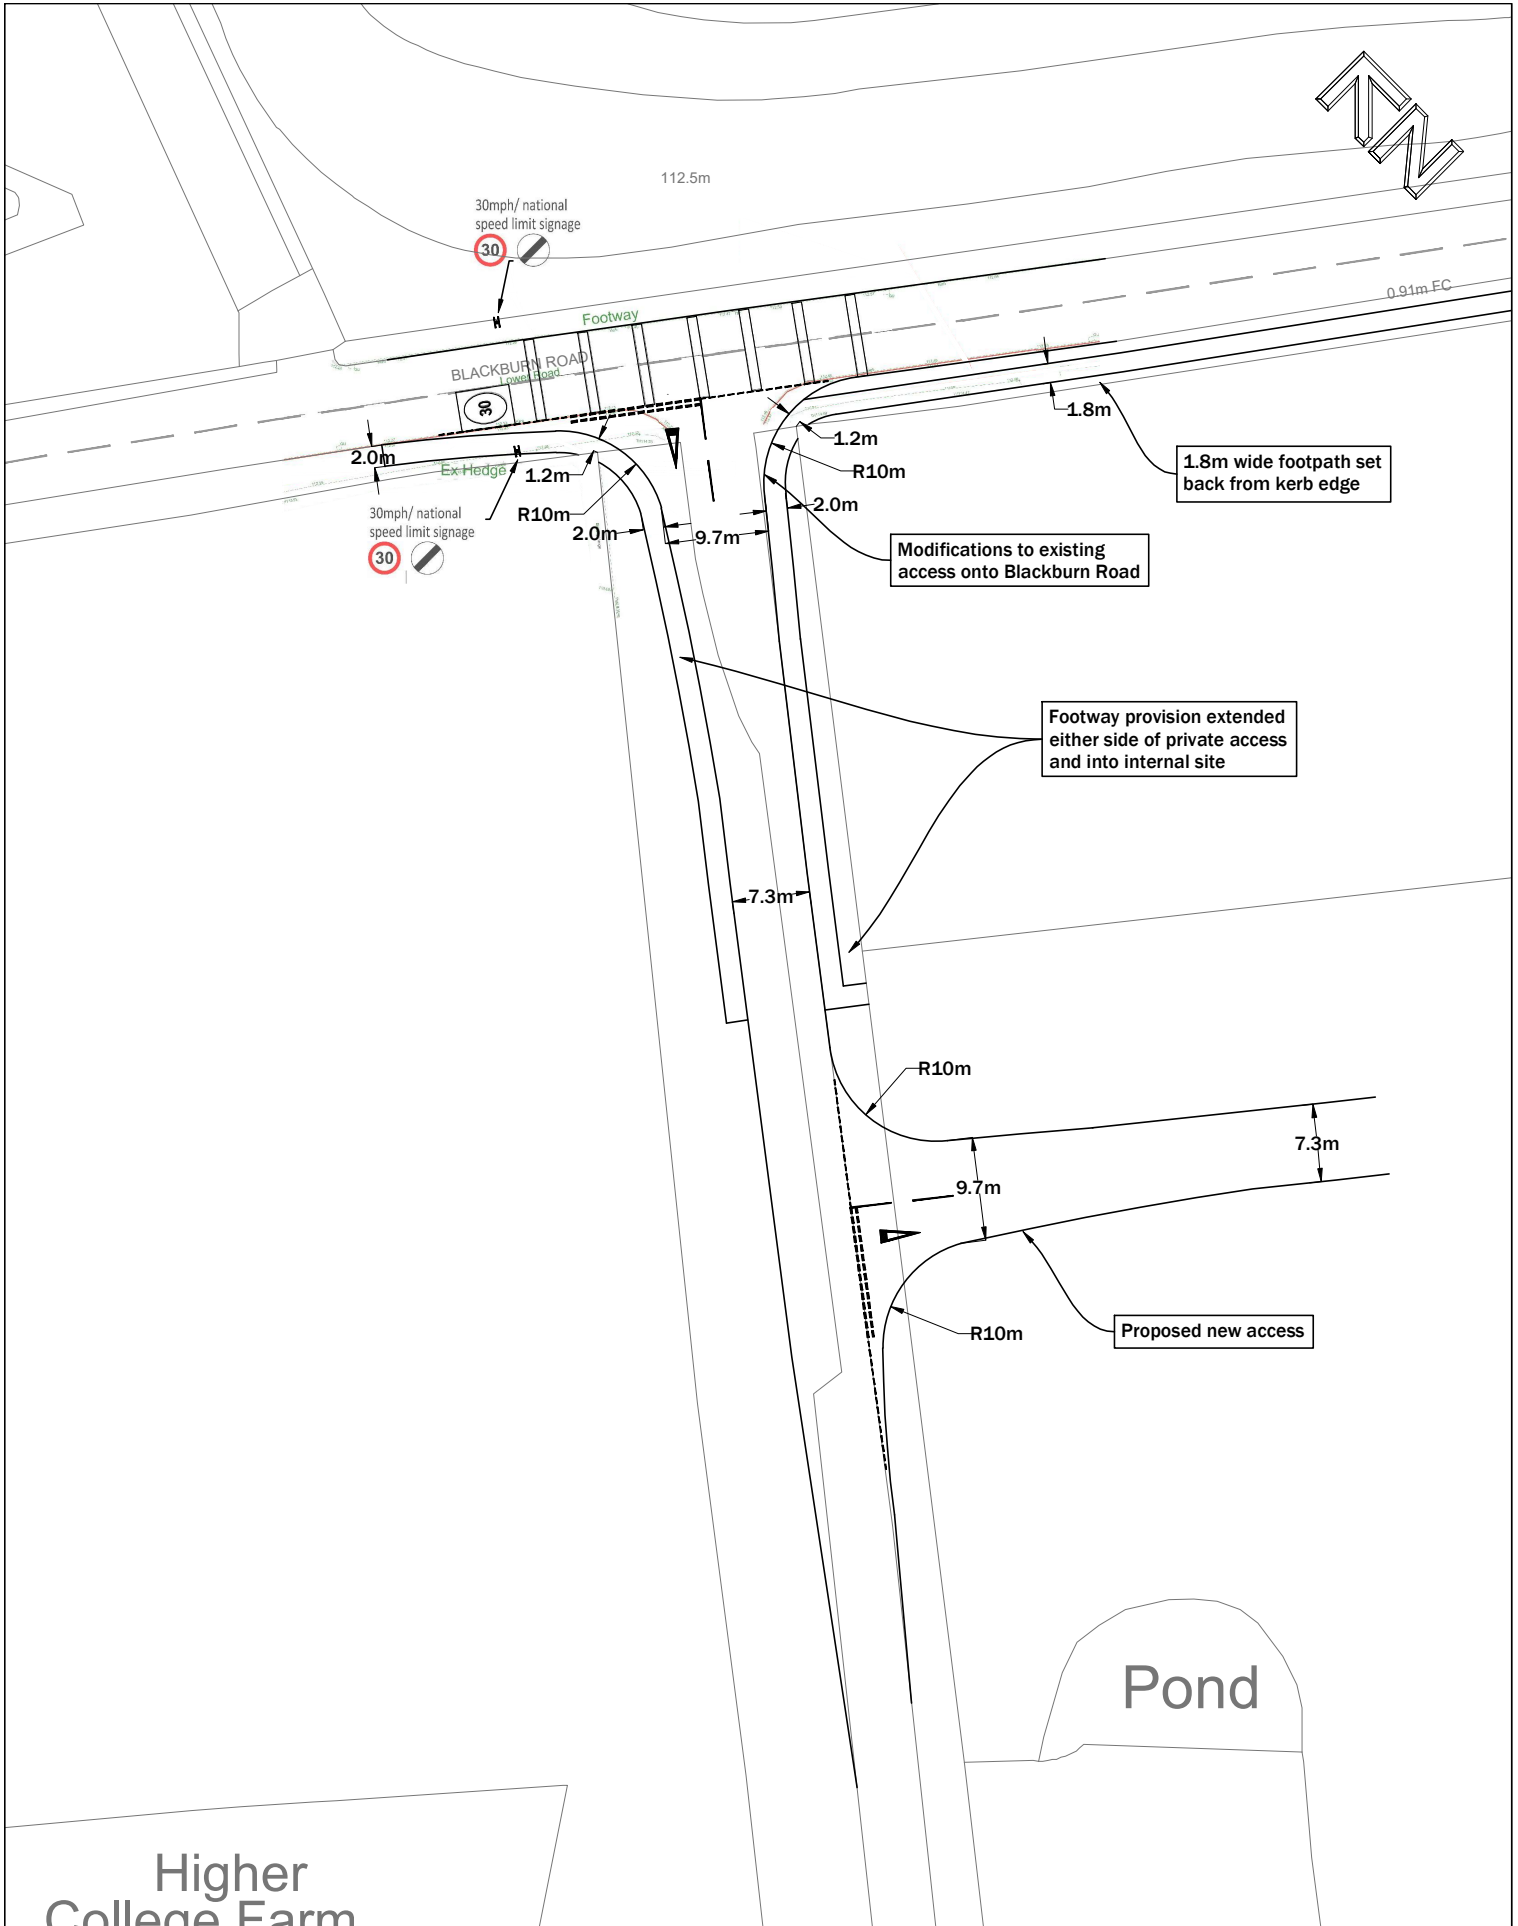 112.5m
30mph/ national
speed limit signage
30
Footway
BLACKBURN ROAD
Lower Road
30
0.91m FC
N
2.0m
Ex Hedge
1.2m
R10m
2.0m
9.7m
1.2m
R10m
2.0m
1.8m
1.8m wide footpath set
back from kerb edge
30mph/ national
speed limit signage
30
Modifications to existing
access onto Blackburn Road
Footway provision extended
either side of private access
and into internal site
7.3m
R10m
7.3m
9.7m
R10m
Proposed new access
Pond
Higher
College Farm